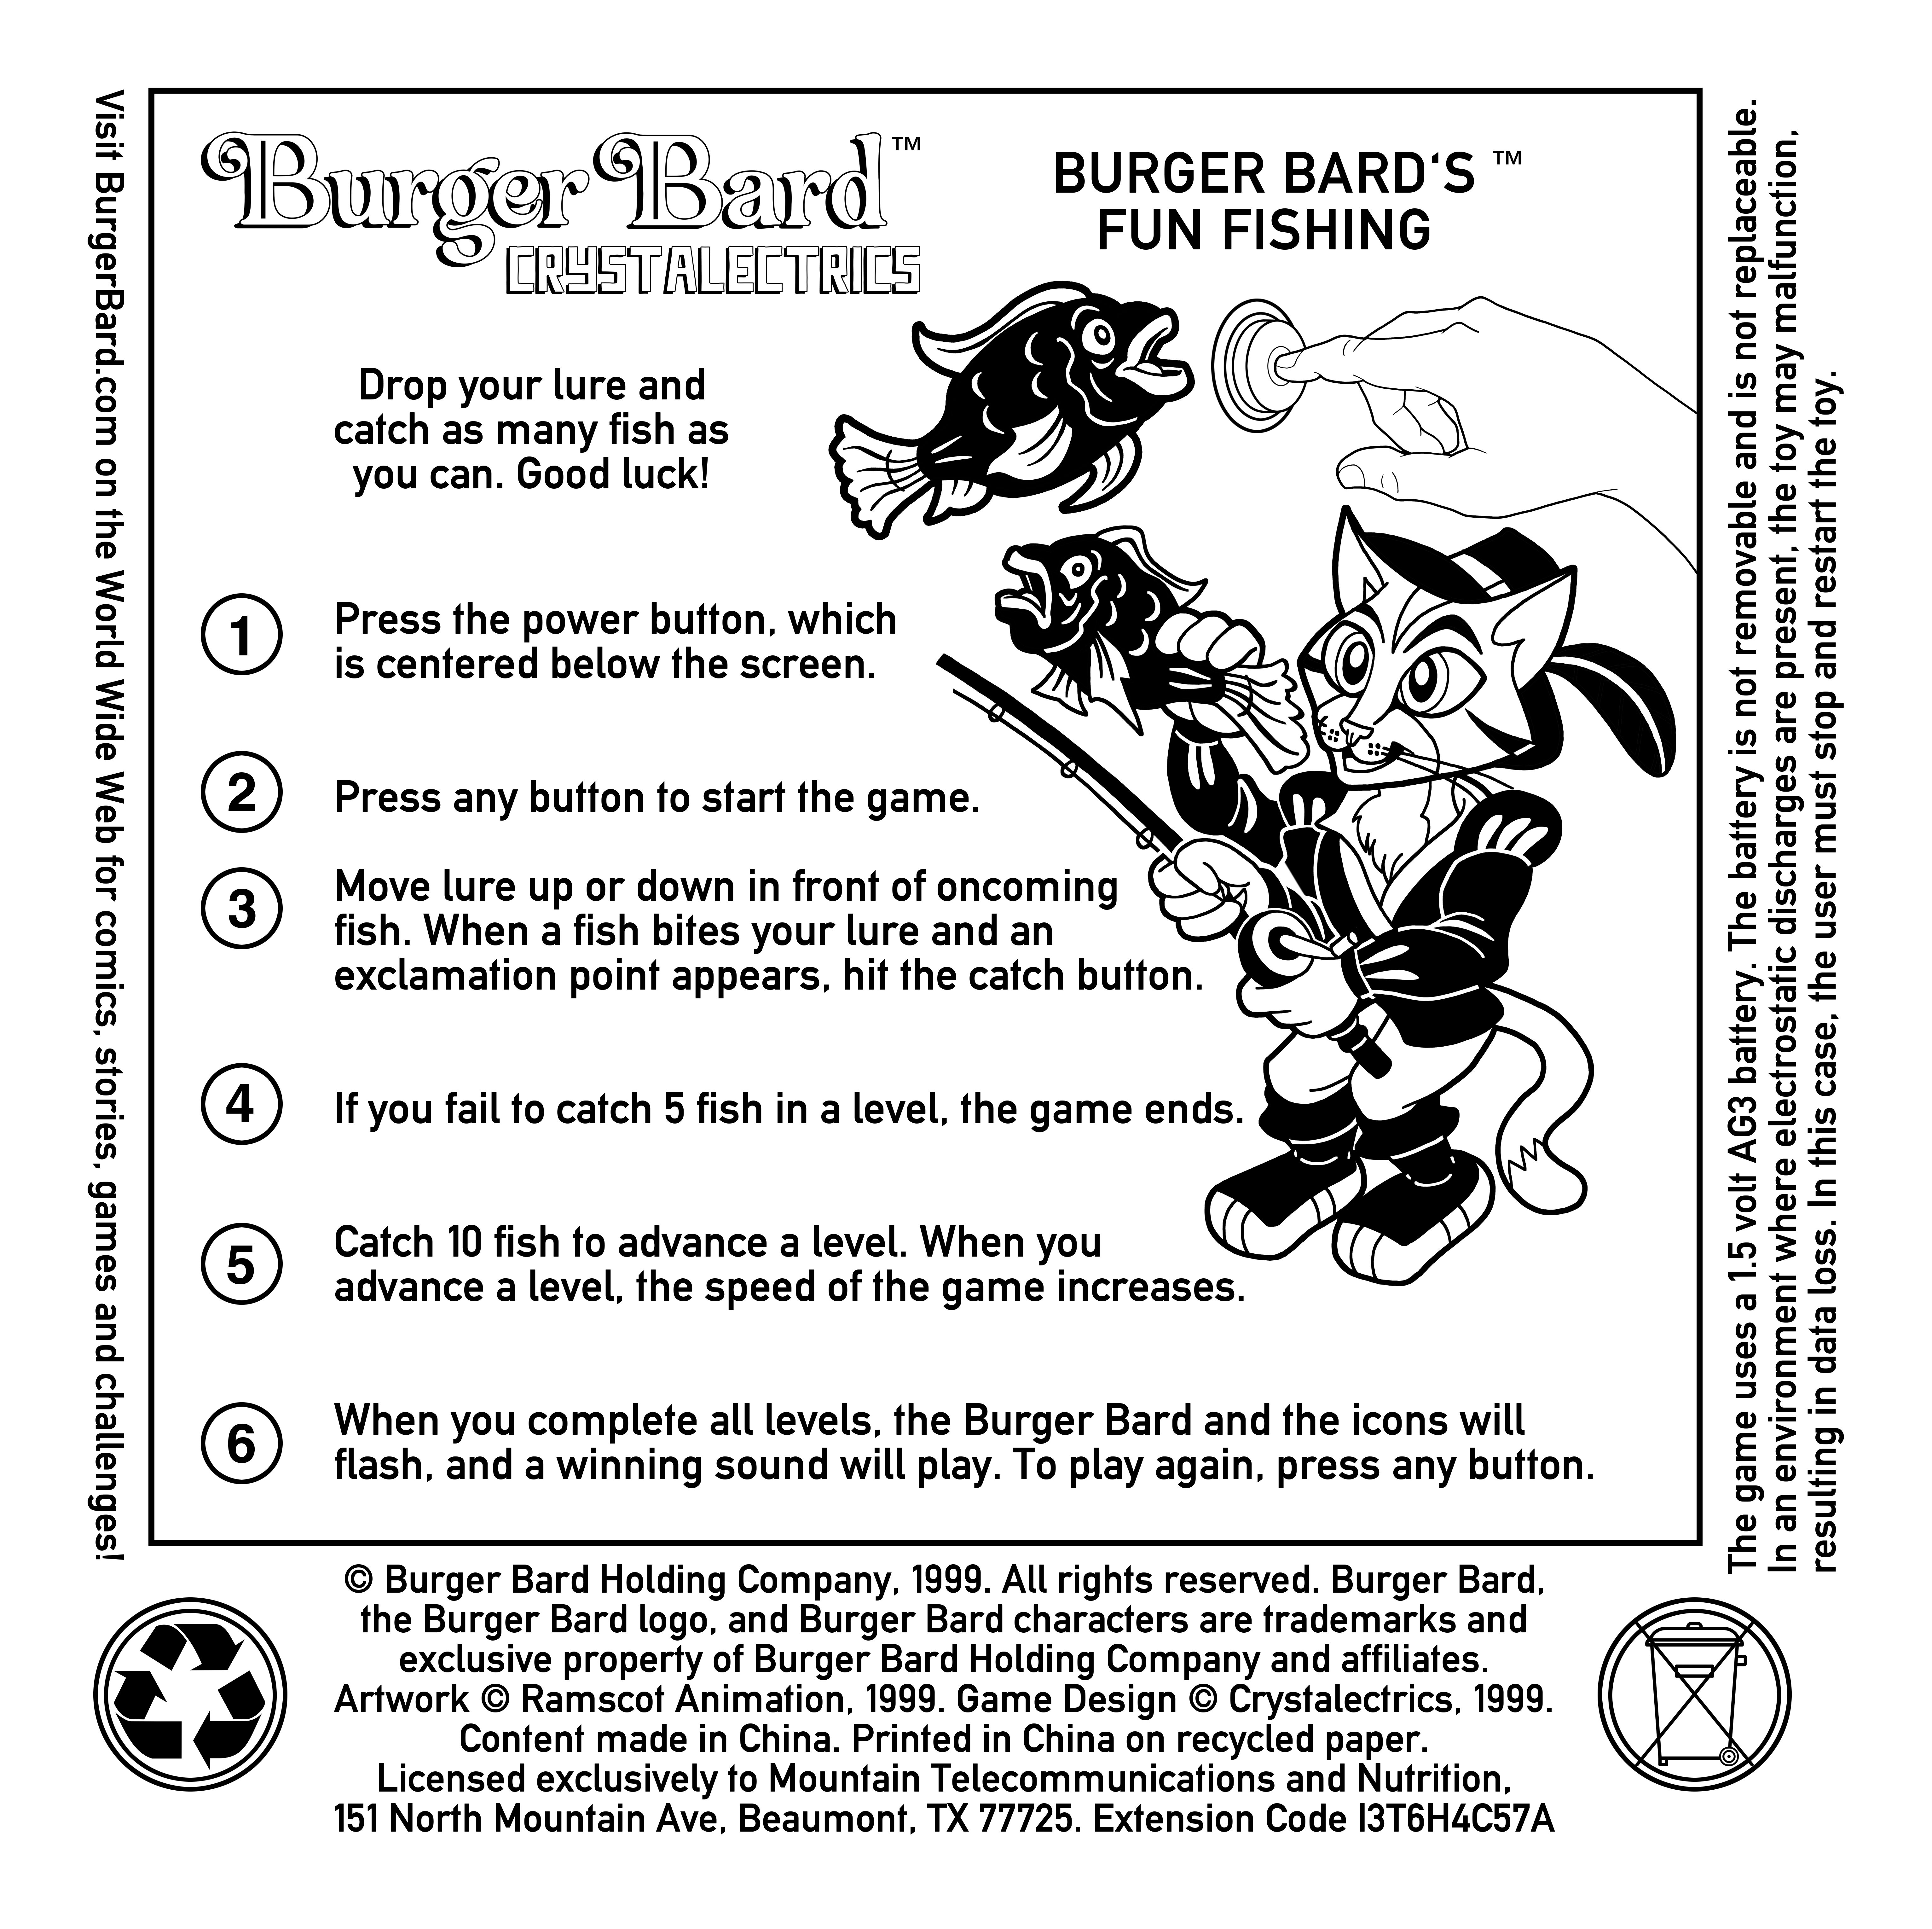 Burger Bard™
CRYSTALECTRICS
BURGER BARD‘S ™
FUN FISHING
Drop your lure and
catch as many fish as
you can. Good luck!
1
Press the power button, which
is centered below the screen.
2
Press any button to start the game.
3
Move lure up or down in front of oncoming
fish. When a fish bites your lure and an
exclamation point appears, hit the catch button.
4
If you fail to catch 5 fish in a level, the game ends.
5
Catch 10 fish to advance a level. When you
advance a level, the speed of the game increases.
6
When you complete all levels, the Burger Bard and the icons will
flash, and a winning sound will play. To play again, press any button.
Visit BurgerBard.com on the World Wide Web for comics, stories, games and challenges!
The game uses a 1.5 volt AG3 battery. The battery is not removable and is not replaceable.
In an environment where electrostatic discharges are present, the toy may malfunction,
resulting in data loss. In this case, the user must stop and restart the toy.
© Burger Bard Holding Company, 1999. All rights reserved. Burger Bard,
the Burger Bard logo, and Burger Bard characters are trademarks and
exclusive property of Burger Bard Holding Company and affiliates.
Artwork © Ramscot Animation, 1999. Game Design © Crystalectrics, 1999.
Content made in China. Printed in China on recycled paper.
Licensed exclusively to Mountain Telecommunications and Nutrition,
151 North Mountain Ave, Beaumont, TX 77725. Extension Code I3T6H4C57A